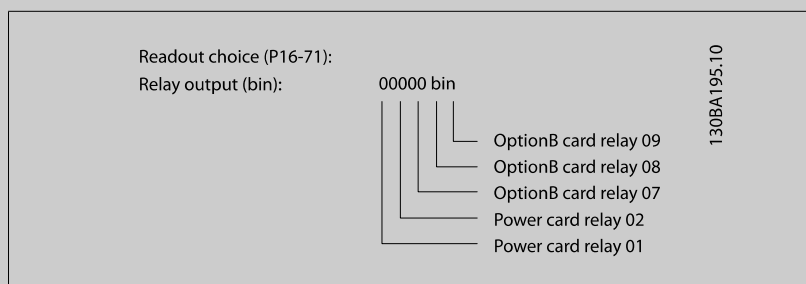 Readout choice (P16-71):
Relay output (bin): 00000 bin
OptionB card relay 09
OptionB card relay 08
OptionB card relay 07
Power card relay 02
Power card relay 01
130BA195.10